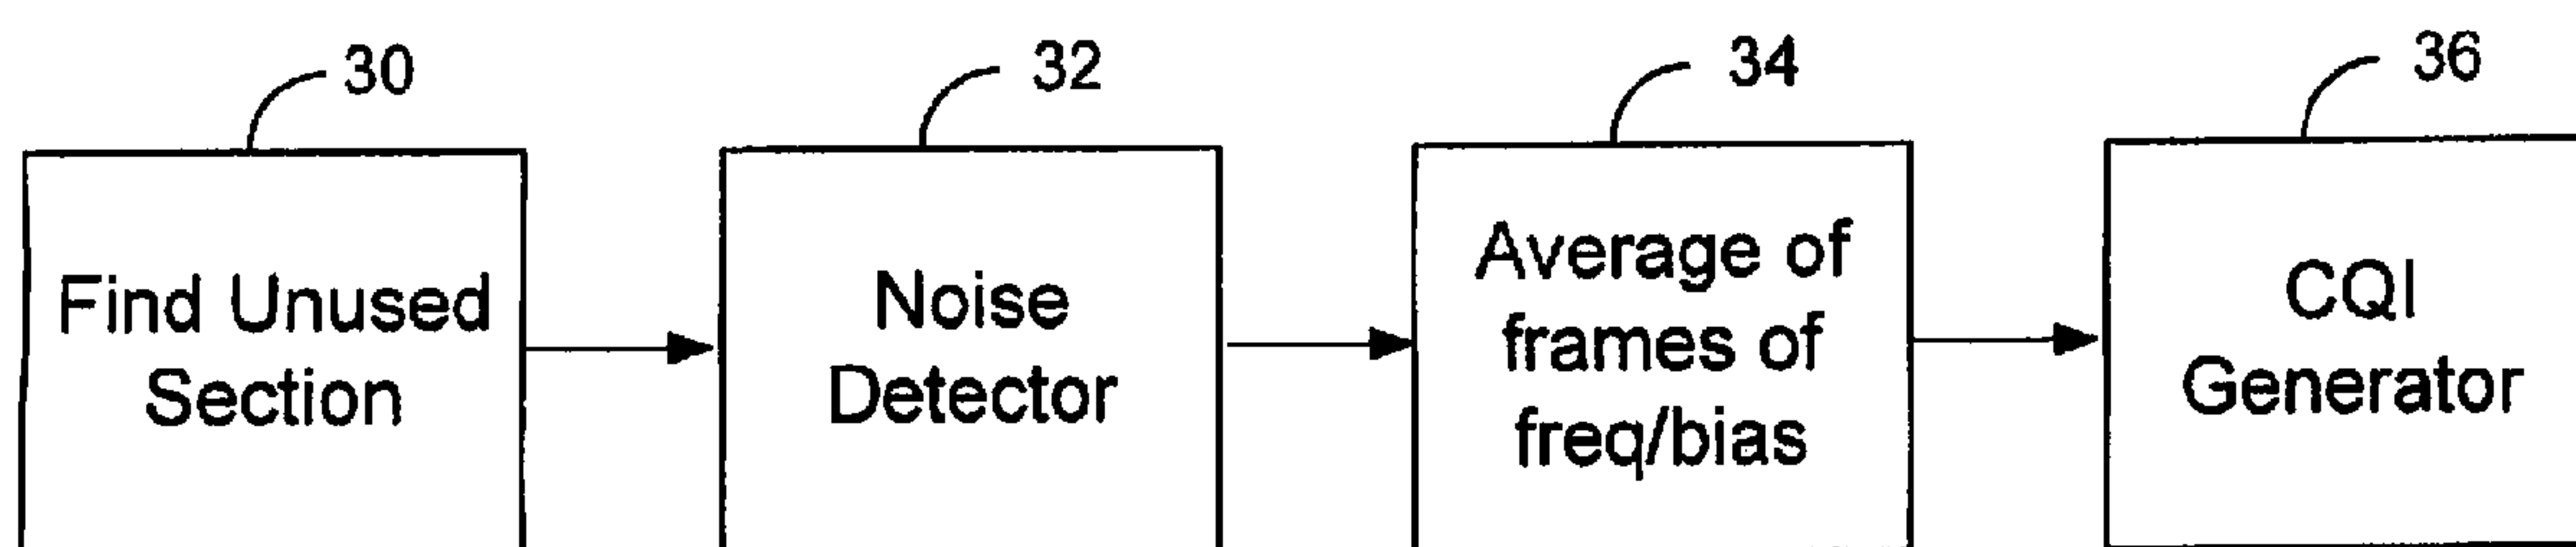 30
32
34
36
Find Unused
Section
Noise
Detector
Average of
frames of
freq/bias
CQI
Generator